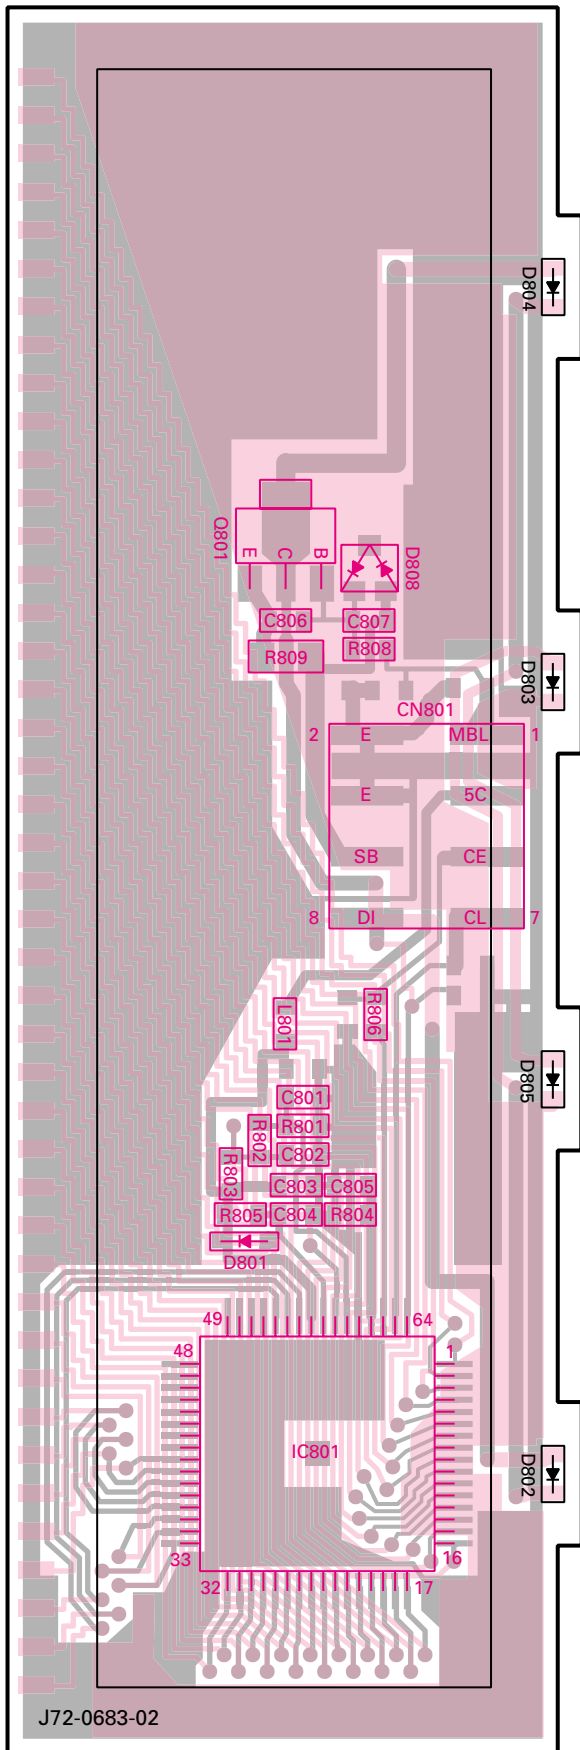 D804
Q801
E
C
B
D808
C806
C807
R809
R808
D803
CN801
2
E
MBL
1
E
5C
SB
CE
8
DI
CL
7
L801
R806
D805
C801
R801
R802
C802
R803
C803
C805
R805
C804
R804
D801
49
64
48
1
IC801
D802
33
16
32
17
J72-0683-02